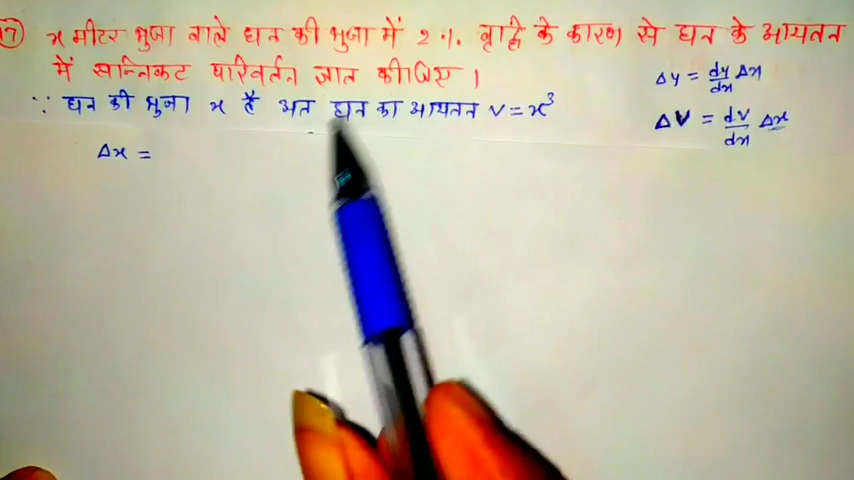 17) x मीटर भुजा वाले घन की भुजा में 2 %. वृद्धि के कारण से घन के आयतन
में सन्निकट परिवर्तन ज्ञात कीजिए ।
∵ घन की भुजा x है अत घन का आयतन V = x³
Δx =
Δy = dy/dx Δx
ΔV = dV/dx Δx